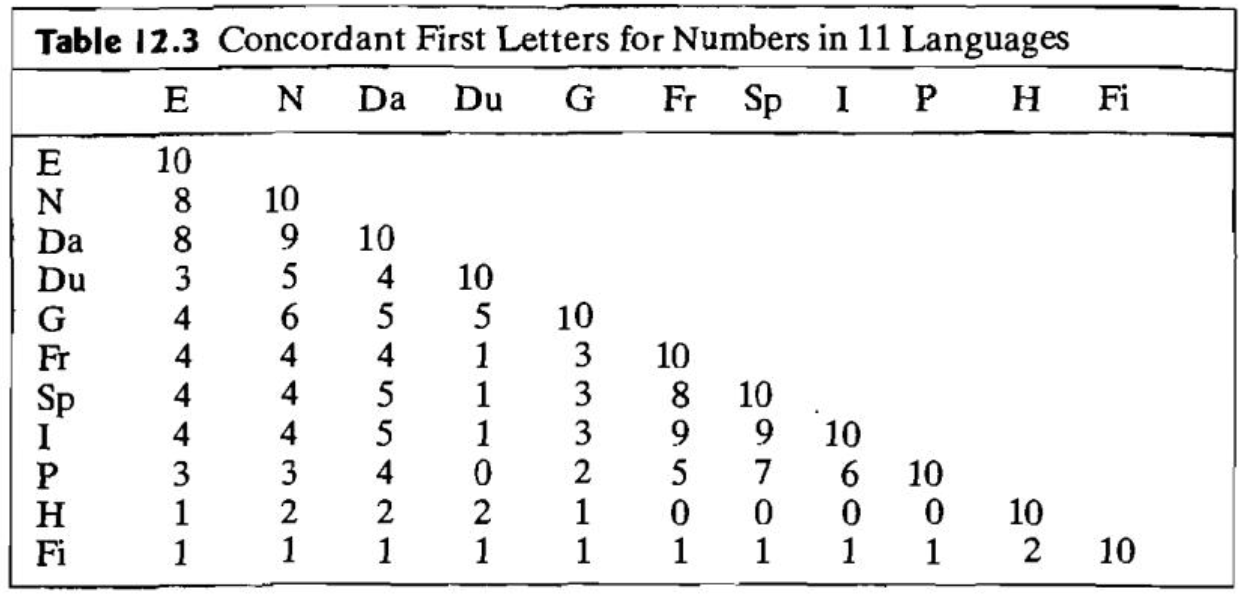 Table 12.3 Concordant First Letters for Numbers in 11 Languages
E N Da Du G Fr Sp I P H Fi
E 10
N 8 10
Da 8 9 10
Du 3 5 4 10
G 4 6 5 5 10
Fr 4 4 4 1 3 10
Sp 4 4 5 1 3 8 10
I 4 4 5 1 3 9 9 10
P 3 3 4 0 2 5 7 6 10
H 1 2 2 2 1 0 0 0 0 10
Fi 1 1 1 1 1 1 1 1 1 2 10